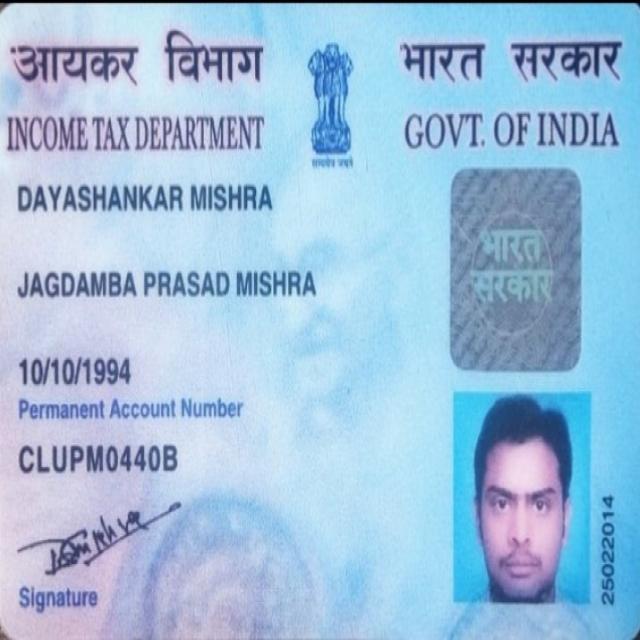 आयकर विभाग
भारत सरकार
INCOME TAX DEPARTMENT
GOVT. OF INDIA
सत्यमेव जयते
DAYASHANKAR MISHRA
JAGDAMBA PRASAD MISHRA
10/10/1994
Permanent Account Number
CLUPM0440B
Signature
भारत
सरकार
25022014